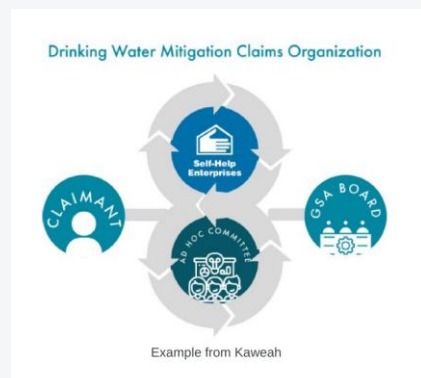 Drinking Water Mitigation Claims Organization
Self-Help
Enterprises
CLAIMANT
GSA BOARD
AD HOC COMMITTEE
Example from Kaweah